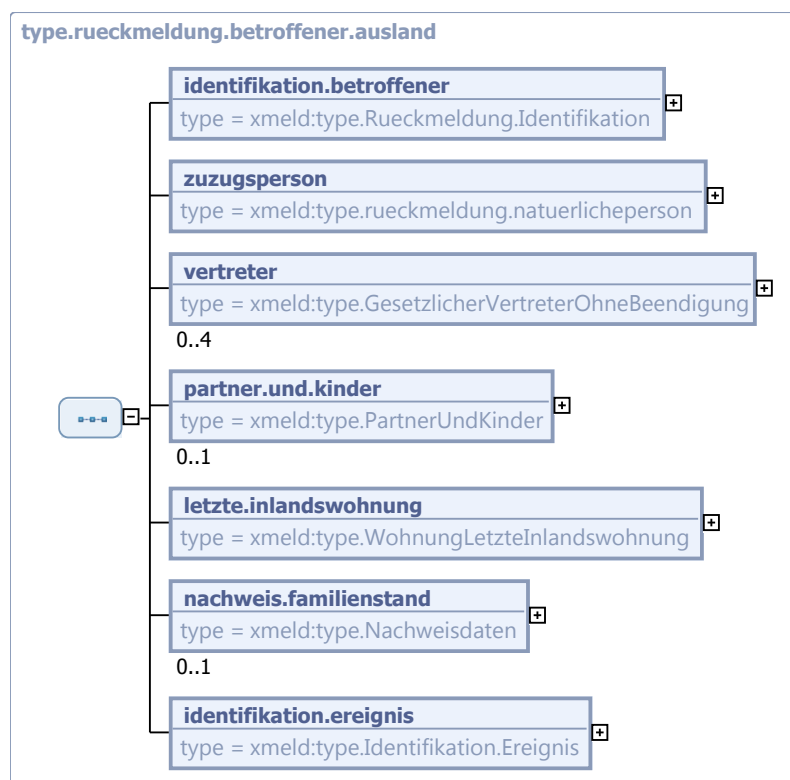 type.rueckmeldung.betroffener.ausland
identifikation.betroffener
type = xmeld:type.Rueckmeldung.Identifikation
zuzugsperson
type = xmeld:type.rueckmeldung.natuerlicheperson
vertreter
type = xmeld:type.GesetzlicherVertreterOhneBeendigung
0..4
partner.und.kinder
type = xmeld:type.PartnerUndKinder
0..1
letzte.inlandswohnung
type = xmeld:type.WohnungLetzteInlandswohnung
nachweis.familienstand
type = xmeld:type.Nachweisdaten
0..1
identifikation.ereignis
type = xmeld:type.Identifikation.Ereignis